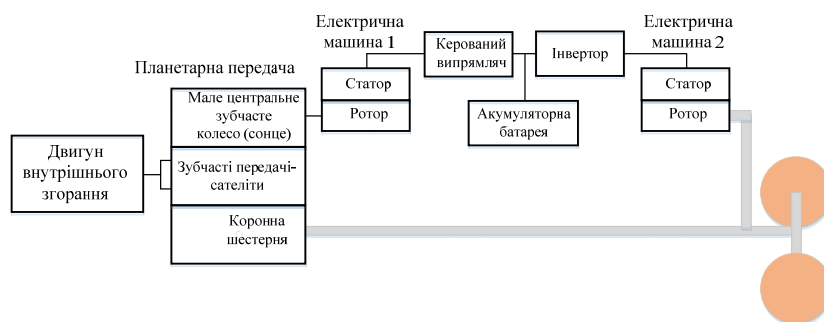 Електрична
машина 1
Керований
випрямляч
Інвертор
Електрична
машина 2
Планетарна передача
Статор
Ротор
Акумуляторна
батарея
Статор
Ротор
Мале центральне
зубчасте
колесо (сонце)
Двигун
внутрішнього
згорання
Зубчасті передачі-
сателіти
Коронна
шестерня